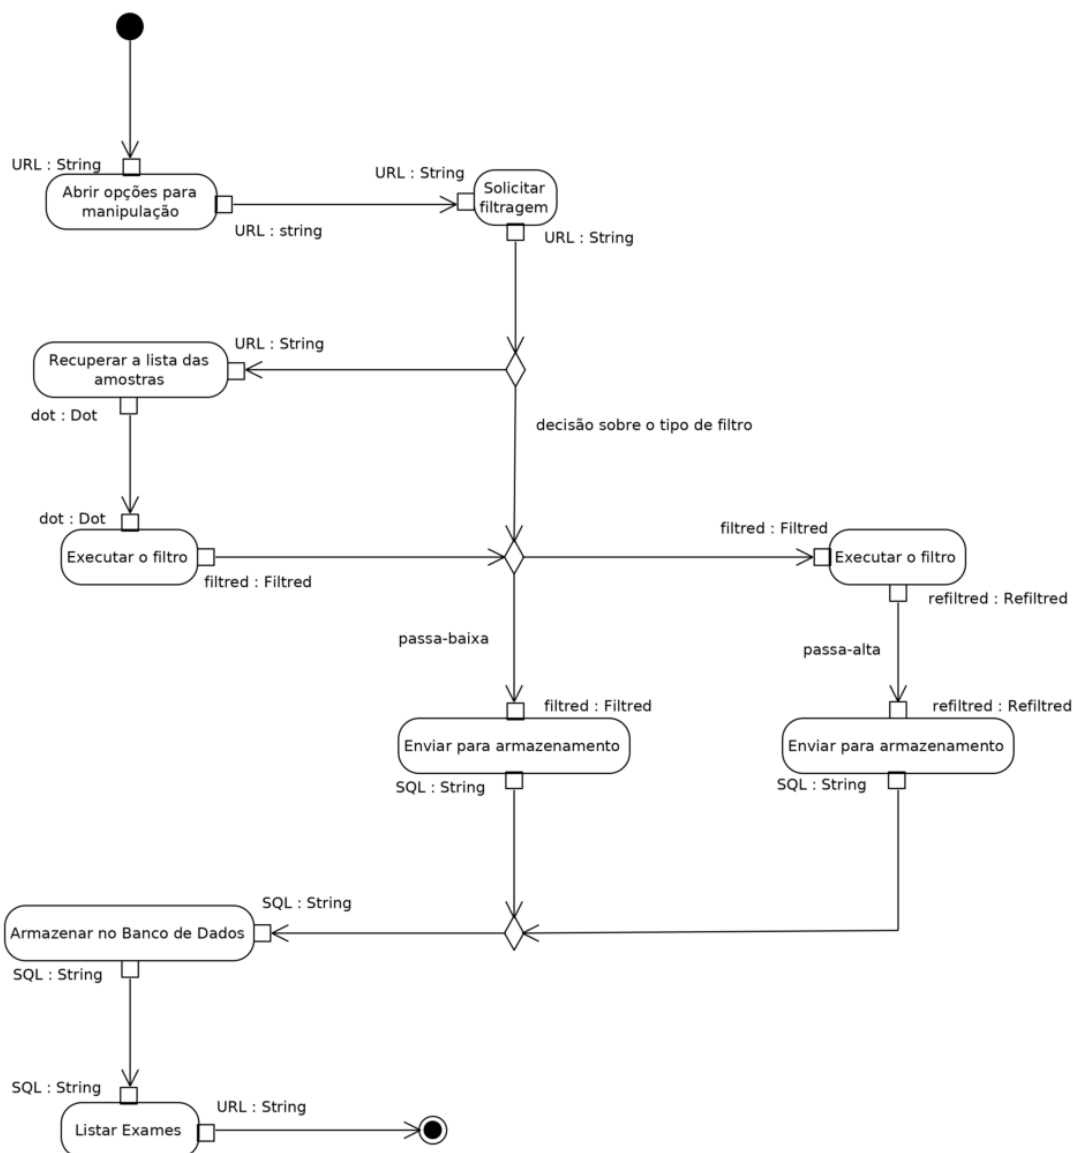 URL : String
Abrir opções para
manipulação
URL : string
URL : String
Solicitar
filtragem
URL : String
URL : String
Recuperar a lista das
amostras
dot : Dot
decisão sobre o tipo de filtro
dot : Dot
Executar o filtro
filtred : Filtred
filtred : Filtred
Executar o filtro
refiltred : Refiltred
passa-baixa
passa-alta
filtred : Filtred
refiltred : Refiltred
Enviar para armazenamento
Enviar para armazenamento
SQL : String
SQL : String
SQL : String
Armazenar no Banco de Dados
SQL : String
SQL : String
URL : String
Listar Exames